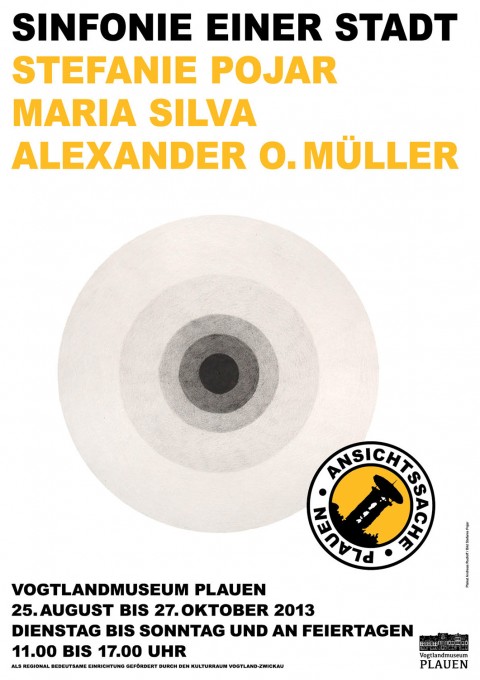 SINFONIE EINER STADT
STEFANIE POJAR
MARIA SILVA
ALEXANDER O. MÜLLER
ANSICHTSSACHE • PLAUEN •
VOGTLANDMUSEUM PLAUEN
25. AUGUST BIS 27. OKTOBER 2013
DIENSTAG BIS SONNTAG UND AN FEIERTAGEN
11.00 BIS 17.00 UHR
ALS REGIONAL BEDEUTSAME EINRICHTUNG GEFÖRDERT DURCH DEN KULTURRAUM VOGTLAND-ZWICKAU
Vogtlandmuseum
PLAUEN